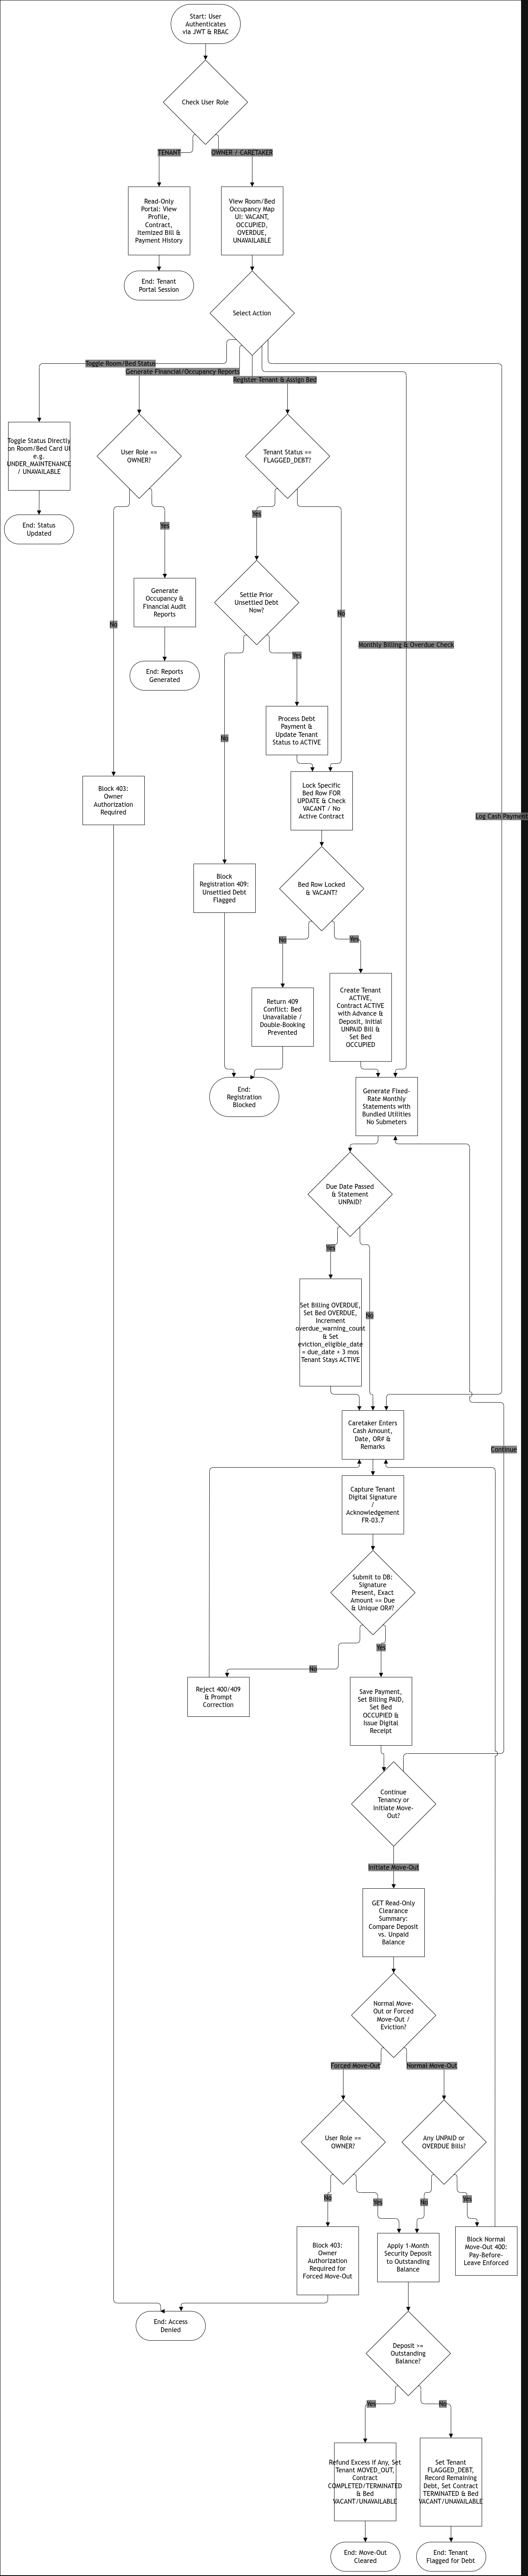 Start: User
Authenticates
via JWT & RBAC
Check User Role
TENANT
OWNER / CARETAKER
Read-Only
Portal: View
Profile,
Contract,
Itemized Bill &
Payment History
View Room/Bed
Occupancy Map
UI: VACANT,
OCCUPIED,
OVERDUE,
UNAVAILABLE
End: Tenant
Portal Session
Select Action
Toggle Room/Bed Status
Generate Financial/Occupancy Reports
Register Tenant & Assign Bed
Toggle Status Directly
on Room/Bed Card UI
e.g.
UNDER_MAINTENANCE
/ UNAVAILABLE
User Role ==
OWNER?
Tenant Status ==
FLAGGED_DEBT?
End: Status
Updated
Yes
Yes
Generate
Occupancy &
Financial Audit
Reports
Settle Prior
Unsettled Debt
Now?
No
No
Monthly Billing & Overdue Check
End: Reports
Generated
Yes
Process Debt
Payment &
Update Tenant
Status to ACTIVE
No
Block 403:
Owner
Authorization
Required
Lock Specific
Bed Row FOR
UPDATE & Check
VACANT / No
Active Contract
Log Cash Payment
Block
Registration 409:
Unsettled Debt
Flagged
Bed Row Locked
& VACANT?
No
Yes
Return 409
Conflict: Bed
Unavailable /
Double-Booking
Prevented
Create Tenant
ACTIVE,
Contract ACTIVE
with Advance &
Deposit, Initial
UNPAID Bill &
Set Bed
OCCUPIED
End:
Registration
Blocked
Generate Fixed-
Rate Monthly
Statements with
Bundled Utilities
No Submeters
Due Date Passed
& Statement
UNPAID?
Yes
No
Set Billing OVERDUE,
Set Bed OVERDUE,
Increment
overdue_warning_count
& Set
eviction_eligible_date
= due_date + 3 mos
Tenant Stays ACTIVE
Caretaker Enters
Cash Amount,
Date, OR# &
Remarks
Continue
Capture Tenant
Digital Signature
/
Acknowledgement
FR-03.7
Submit to DB:
Signature
Present, Exact
Amount == Due
& Unique OR#?
Yes
No
Reject 400/409
& Prompt
Correction
Save Payment,
Set Billing PAID,
Set Bed
OCCUPIED &
Issue Digital
Receipt
Continue
Tenancy or
Initiate Move-
Out?
Initiate Move-Out
GET Read-Only
Clearance
Summary:
Compare Deposit
vs. Unpaid
Balance
Normal Move-
Out or Forced
Move-Out /
Eviction?
Forced Move-Out
Normal Move-Out
User Role ==
OWNER?
Any UNPAID or
OVERDUE Bills?
No
Yes
No
Yes
Block 403:
Owner
Authorization
Required for
Forced Move-Out
Apply 1-Month
Security Deposit
to Outstanding
Balance
Block Normal
Move-Out 400:
Pay-Before-
Leave Enforced
End: Access
Denied
Deposit >=
Outstanding
Balance?
Yes
No
Refund Excess if Any, Set
Tenant MOVED_OUT,
Contract
COMPLETED/TERMINATED
& Bed
VACANT/UNAVAILABLE
Set Tenant
FLAGGED_DEBT,
Record Remaining
Debt, Set Contract
TERMINATED & Bed
VACANT/UNAVAILABLE
End: Move-Out
Cleared
End: Tenant
Flagged for Debt